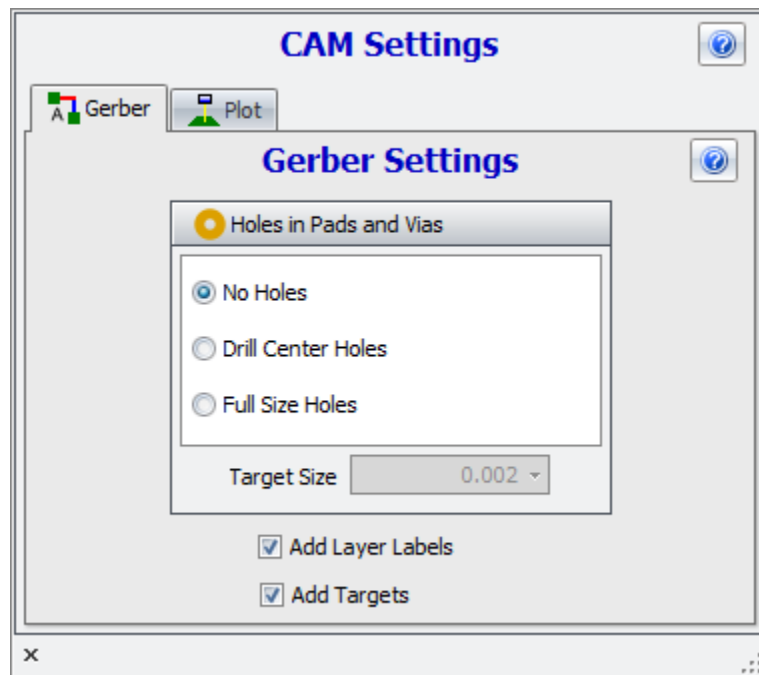 CAM Settings
A Gerber
Plot
Gerber Settings
Holes in Pads and Vias
No Holes
Drill Center Holes
Full Size Holes
Target Size 0.002
Add Layer Labels
Add Targets